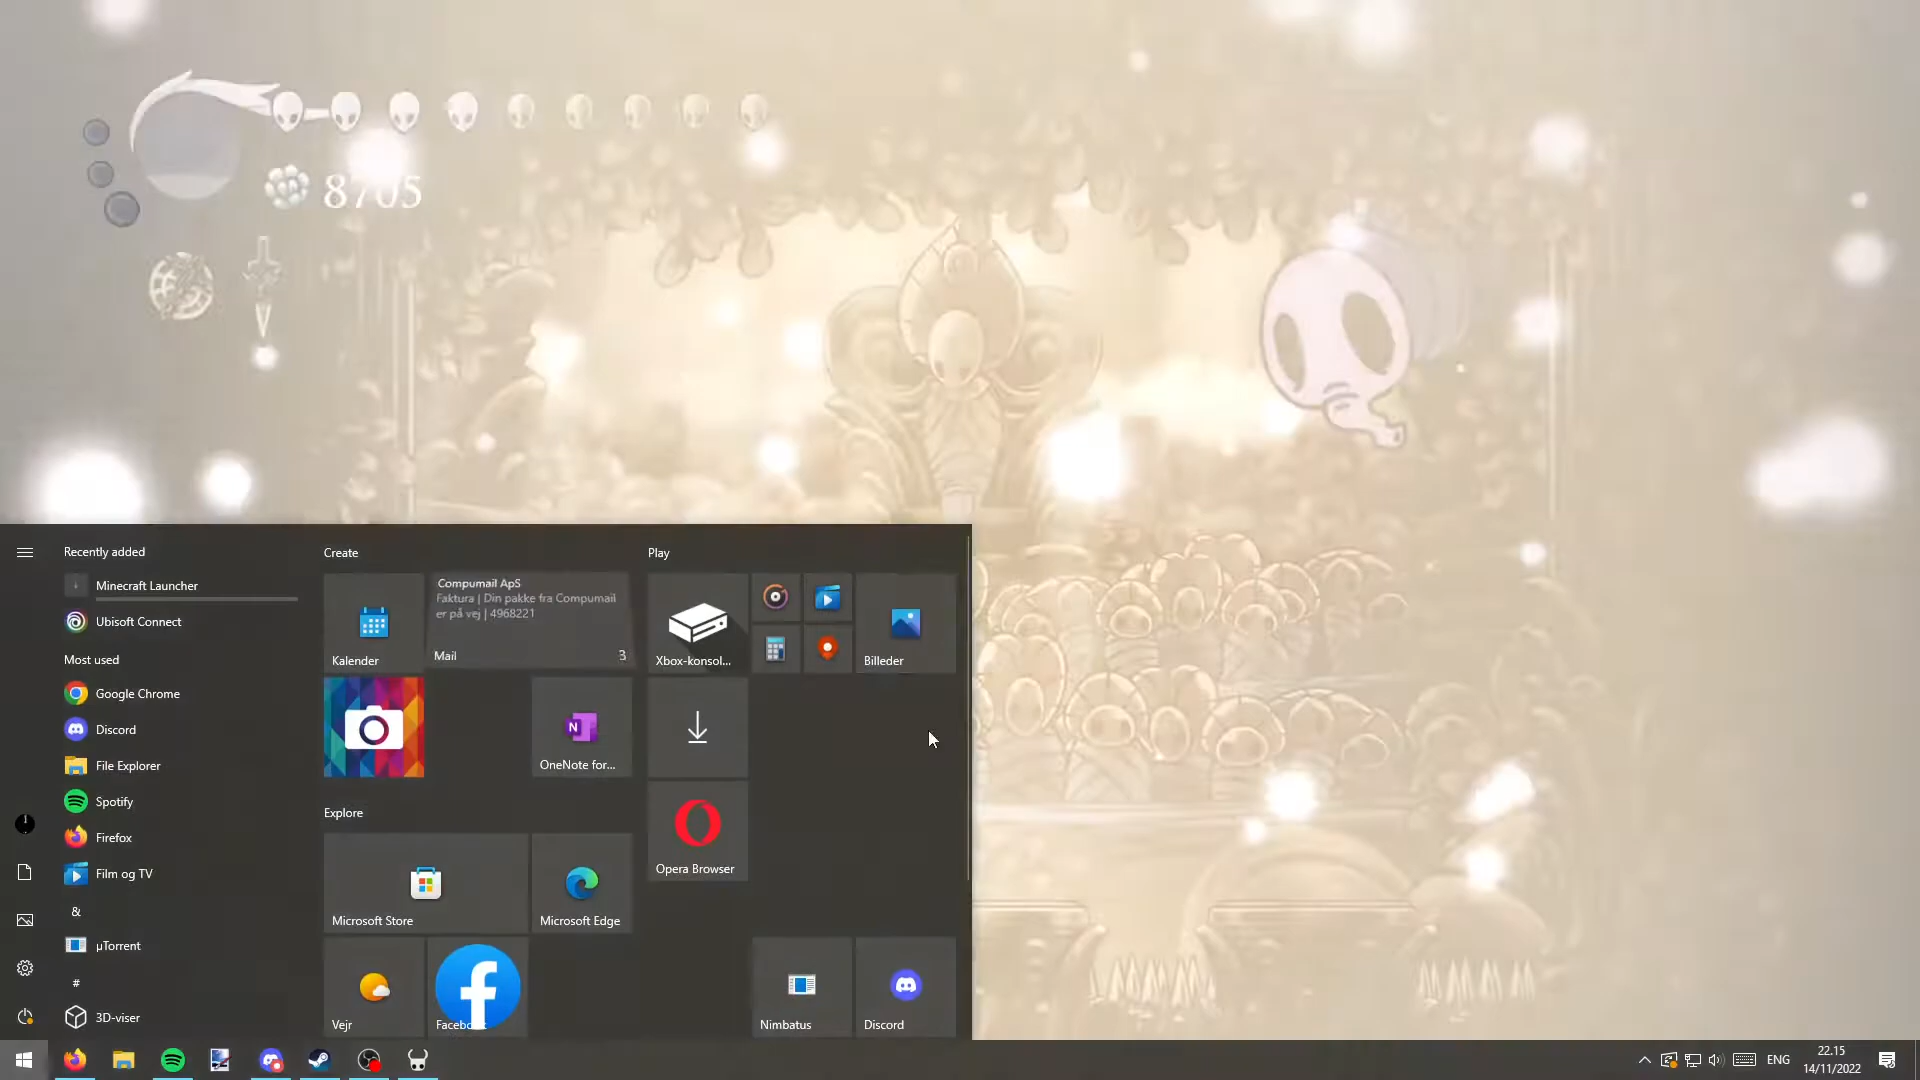 8705
Recently added
Minecraft Launcher
Ubisoft Connect
Most used
Google Chrome
Discord
File Explorer
Spotify
Firefox
Film og TV
&
µTorrent
#
3D-viser
Create
Kalender
Compumail ApS
Faktura | Din pakke fra Compumail
er på vej | 4968221
Mail 3
OneNote for...
Explore
Microsoft Store
Microsoft Edge
Vejr
Facebo
Play
Xbox-konsol...
Billeder
Opera Browser
Nimbatus
Discord
ENG
22.15
14/11/2022